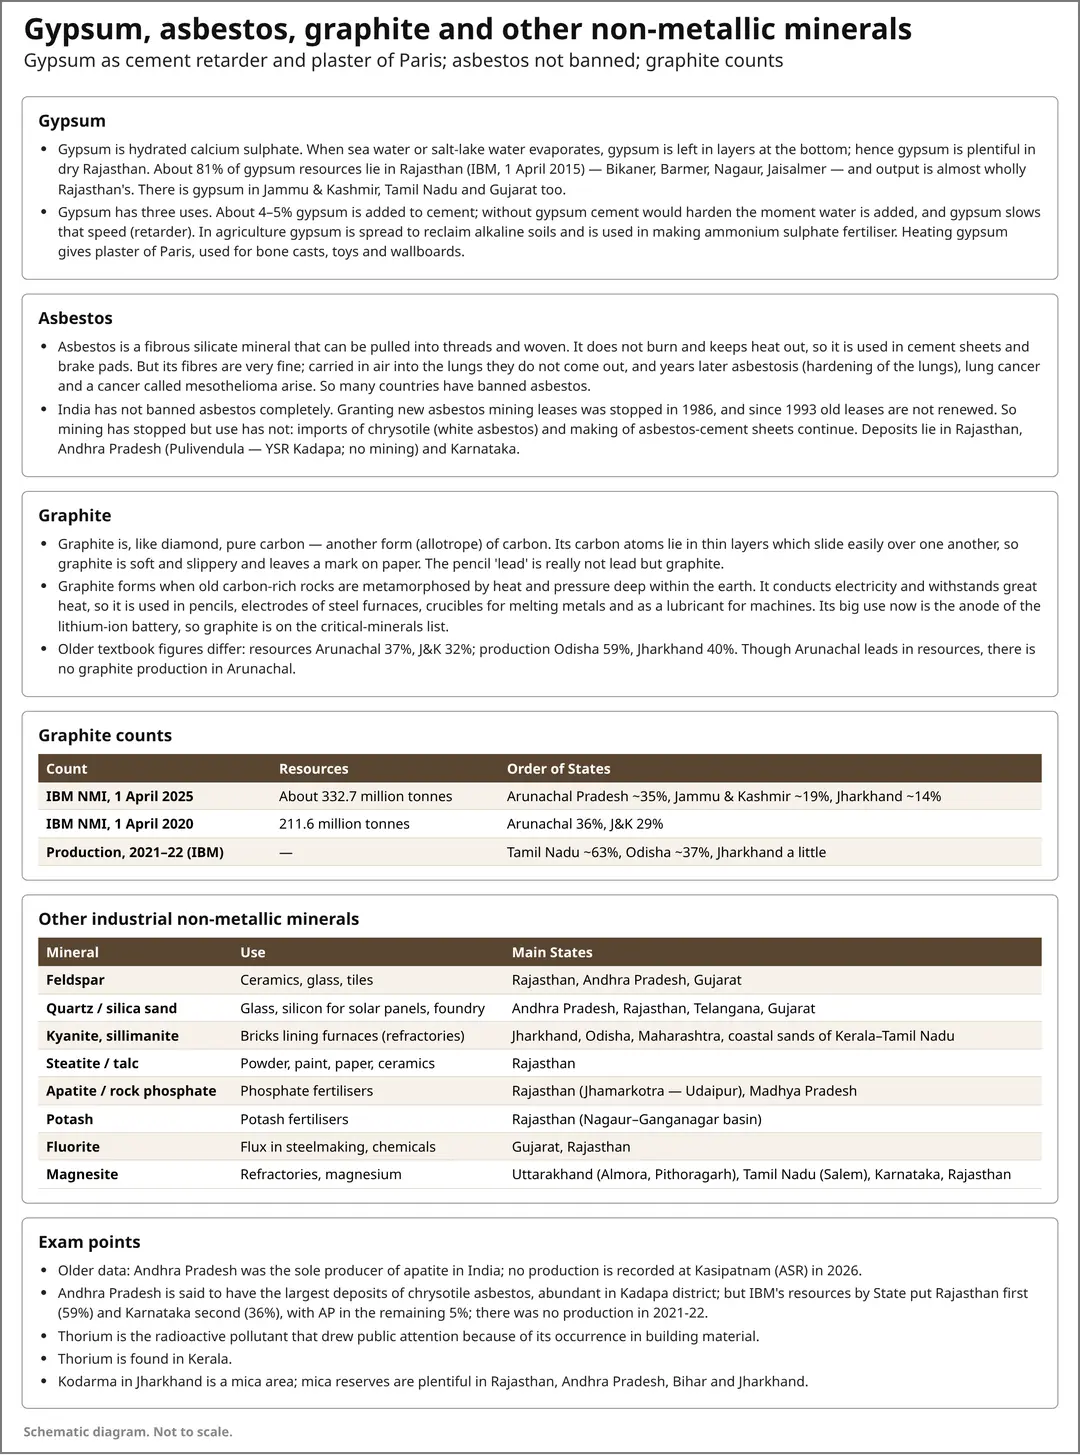 Gypsum, asbestos, graphite and other non-metallic minerals
Gypsum as cement retarder and plaster of Paris; asbestos not banned; graphite counts
Gypsum
• Gypsum is hydrated calcium sulphate. When sea water or salt-lake water evaporates, gypsum is left in layers at the bottom; hence gypsum is plentiful in
dry Rajasthan. About 81% of gypsum resources lie in Rajasthan (IBM, 1 April 2015) — Bikaner, Barmer, Nagaur, Jaisalmer — and output is almost wholly
Rajasthan's. There is gypsum in Jammu & Kashmir, Tamil Nadu and Gujarat too.
• Gypsum has three uses. About 4–5% gypsum is added to cement; without gypsum cement would harden the moment water is added, and gypsum slows
that speed (retarder). In agriculture gypsum is spread to reclaim alkaline soils and is used in making ammonium sulphate fertiliser. Heating gypsum
gives plaster of Paris, used for bone casts, toys and wallboards.
Asbestos
• Asbestos is a fibrous silicate mineral that can be pulled into threads and woven. It does not burn and keeps heat out, so it is used in cement sheets and
brake pads. But its fibres are very fine; carried in air into the lungs they do not come out, and years later asbestosis (hardening of the lungs), lung cancer
and a cancer called mesothelioma arise. So many countries have banned asbestos.
• India has not banned asbestos completely. Granting new asbestos mining leases was stopped in 1986, and since 1993 old leases are not renewed. So
mining has stopped but use has not: imports of chrysotile (white asbestos) and making of asbestos-cement sheets continue. Deposits lie in Rajasthan,
Andhra Pradesh (Pulivendula — YSR Kadapa; no mining) and Karnataka.
Graphite
• Graphite is, like diamond, pure carbon — another form (allotrope) of carbon. Its carbon atoms lie in thin layers which slide easily over one another, so
graphite is soft and slippery and leaves a mark on paper. The pencil 'lead' is really not lead but graphite.
• Graphite forms when old carbon-rich rocks are metamorphosed by heat and pressure deep within the earth. It conducts electricity and withstands great
heat, so it is used in pencils, electrodes of steel furnaces, crucibles for melting metals and as a lubricant for machines. Its big use now is the anode of the
lithium-ion battery, so graphite is on the critical-minerals list.
• Older textbook figures differ: resources Arunachal 37%, J&K 32%; production Odisha 59%, Jharkhand 40%. Though Arunachal leads in resources, there is
no graphite production in Arunachal.
Graphite counts
Count Resources Order of States
IBM NMI, 1 April 2025 About 332.7 million tonnes Arunachal Pradesh ~35%, Jammu & Kashmir ~19%, Jharkhand ~14%
IBM NMI, 1 April 2020 211.6 million tonnes Arunachal 36%, J&K 29%
Production, 2021–22 (IBM) — Tamil Nadu ~63%, Odisha ~37%, Jharkhand a little
Other industrial non-metallic minerals
Mineral Use Main States
Feldspar Ceramics, glass, tiles Rajasthan, Andhra Pradesh, Gujarat
Quartz / silica sand Glass, silicon for solar panels, foundry Andhra Pradesh, Rajasthan, Telangana, Gujarat
Kyanite, sillimanite Bricks lining furnaces (refractories) Jharkhand, Odisha, Maharashtra, coastal sands of Kerala–Tamil Nadu
Steatite / talc Powder, paint, paper, ceramics Rajasthan
Apatite / rock phosphate Phosphate fertilisers Rajasthan (Jhamarkotra — Udaipur), Madhya Pradesh
Potash Potash fertilisers Rajasthan (Nagaur–Ganganagar basin)
Fluorite Flux in steelmaking, chemicals Gujarat, Rajasthan
Magnesite Refractories, magnesium Uttarakhand (Almora, Pithoragarh), Tamil Nadu (Salem), Karnataka, Rajasthan
Exam points
• Older data: Andhra Pradesh was the sole producer of apatite in India; no production is recorded at Kasipatnam (ASR) in 2026.
• Andhra Pradesh is said to have the largest deposits of chrysotile asbestos, abundant in Kadapa district; but IBM's resources by State put Rajasthan first
(59%) and Karnataka second (36%), with AP in the remaining 5%; there was no production in 2021-22.
• Thorium is the radioactive pollutant that drew public attention because of its occurrence in building material.
• Thorium is found in Kerala.
• Kodarma in Jharkhand is a mica area; mica reserves are plentiful in Rajasthan, Andhra Pradesh, Bihar and Jharkhand.
Schematic diagram. Not to scale.